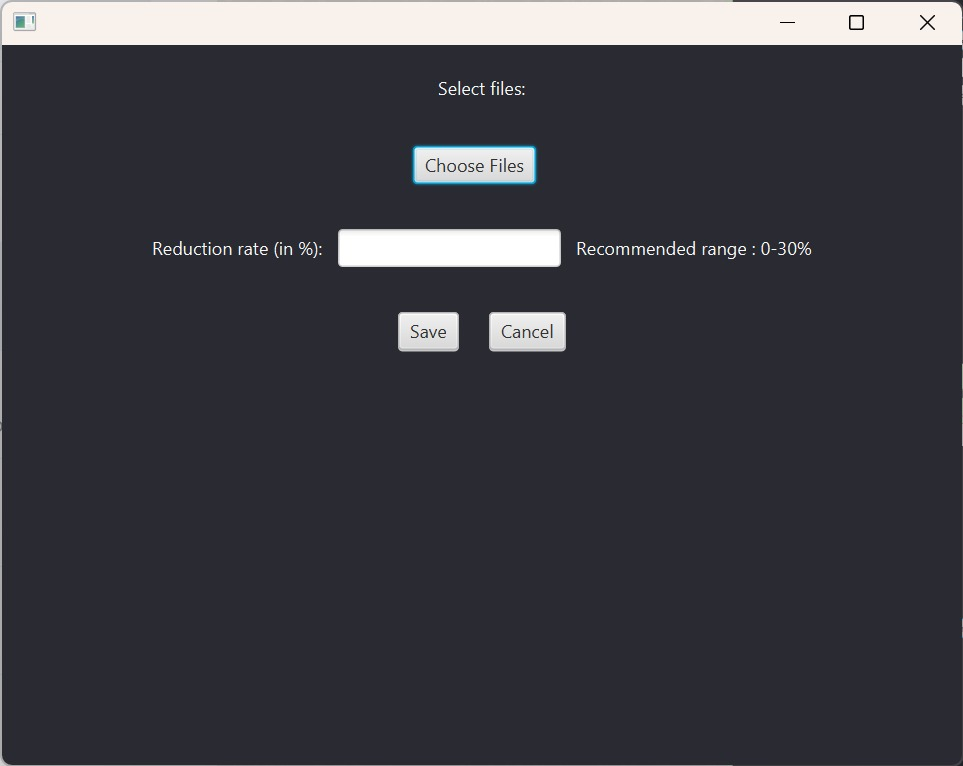 Select files:
Choose Files
Reduction rate (in %): Recommended range : 0-30%
Save Cancel